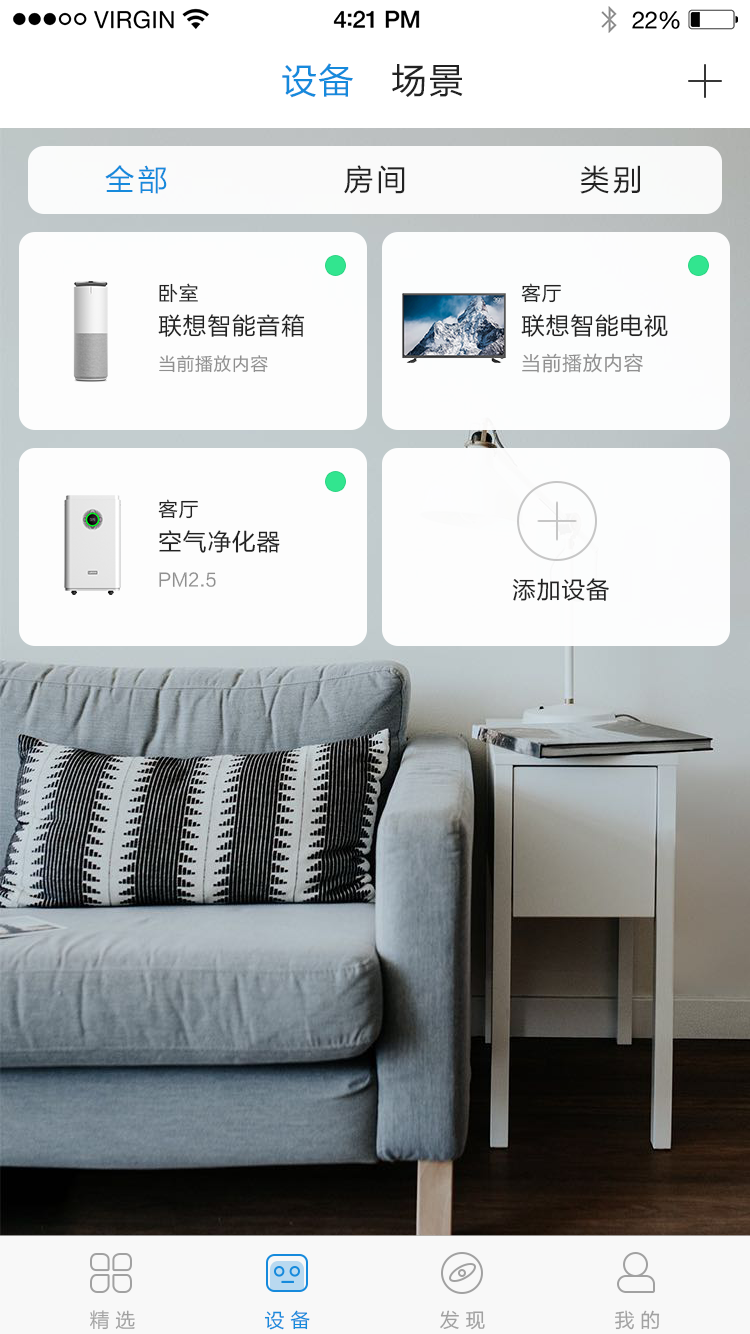 VIRGIN 4:21 PM 22%
设备 场景
全部 房间 类别
卧室
联想智能音箱
当前播放内容
客厅
联想智能电视
当前播放内容
客厅
空气净化器
PM2.5
添加设备
精选 设备 发现 我的